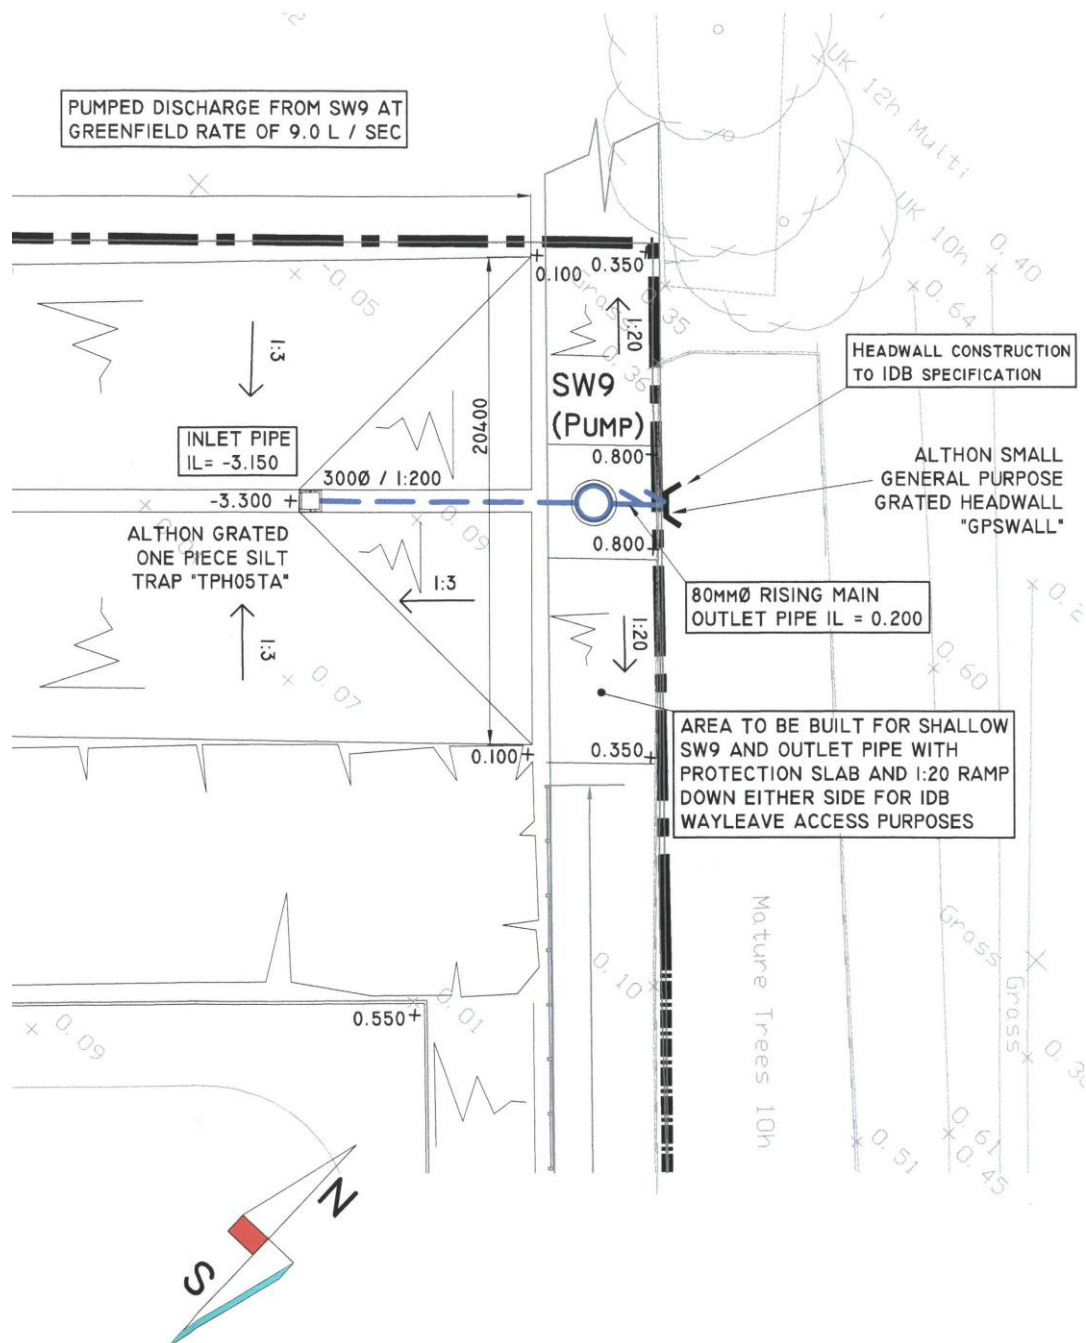 PUMPED DISCHARGE FROM SW9 AT
GREENFIELD RATE OF 9.0 L / SEC
UK 12h Multi
UK 10h
0.40
0.64
-0.05
0.100
0.350
Grass
0.35
0.36
1:20
1:3
20400
SW9
(PUMP)
HEADWALL CONSTRUCTION
TO IDB SPECIFICATION
INLET PIPE
IL= -3.150
300Ø / 1:200
-3.300
0.800
ALTHON SMALL
GENERAL PURPOSE
GRATED HEADWALL
"GPSWALL"
0.09
ALTHON GRATED
ONE PIECE SILT
TRAP "TPH05TA"
0.800
1:3
1:3
1:20
80MMØ RISING MAIN
OUTLET PIPE IL = 0.200
0.60
0.07
AREA TO BE BUILT FOR SHALLOW
SW9 AND OUTLET PIPE WITH
PROTECTION SLAB AND 1:20 RAMP
DOWN EITHER SIDE FOR IDB
WAYLEAVE ACCESS PURPOSES
0.100
0.350
Mature Trees 10h
Grass
Grass
0.10
0.01
0.550
0.09
0.51
0.61
0.45
N
S